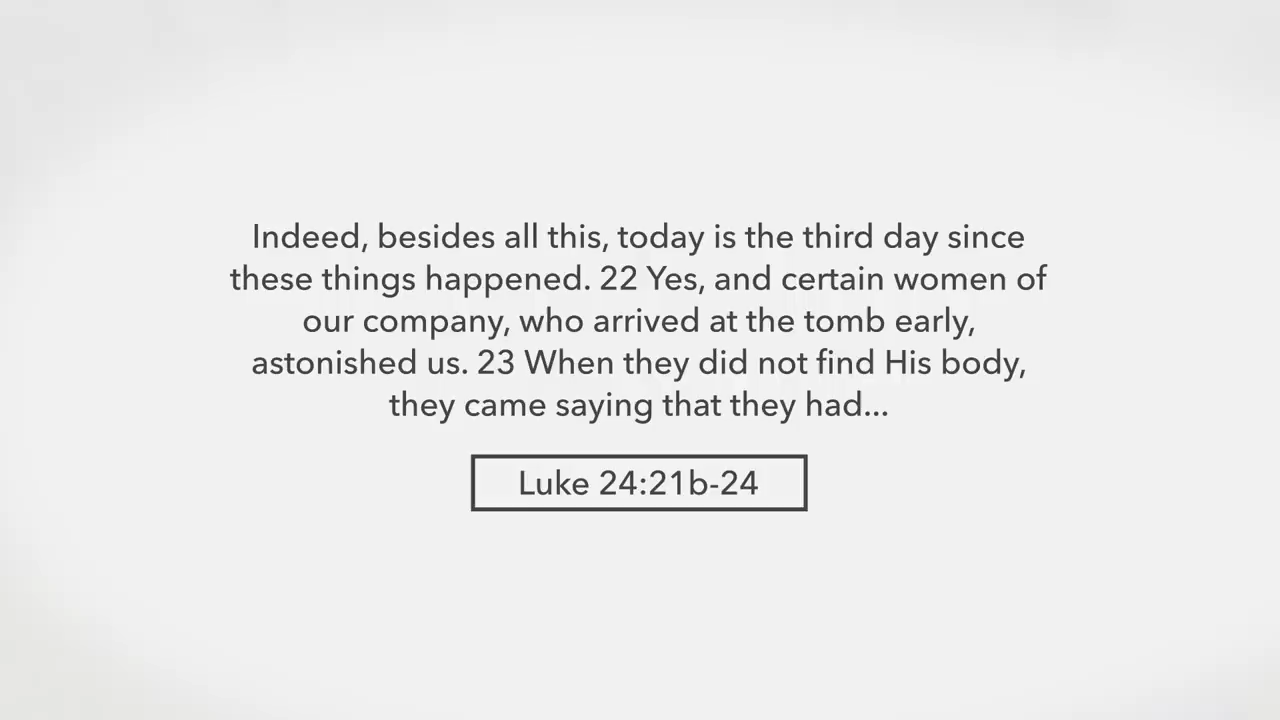 Indeed, besides all this, today is the third day since
these things happened. 22 Yes, and certain women of
our company, who arrived at the tomb early,
astonished us. 23 When they did not find His body,
they came saying that they had...
Luke 24:21b-24